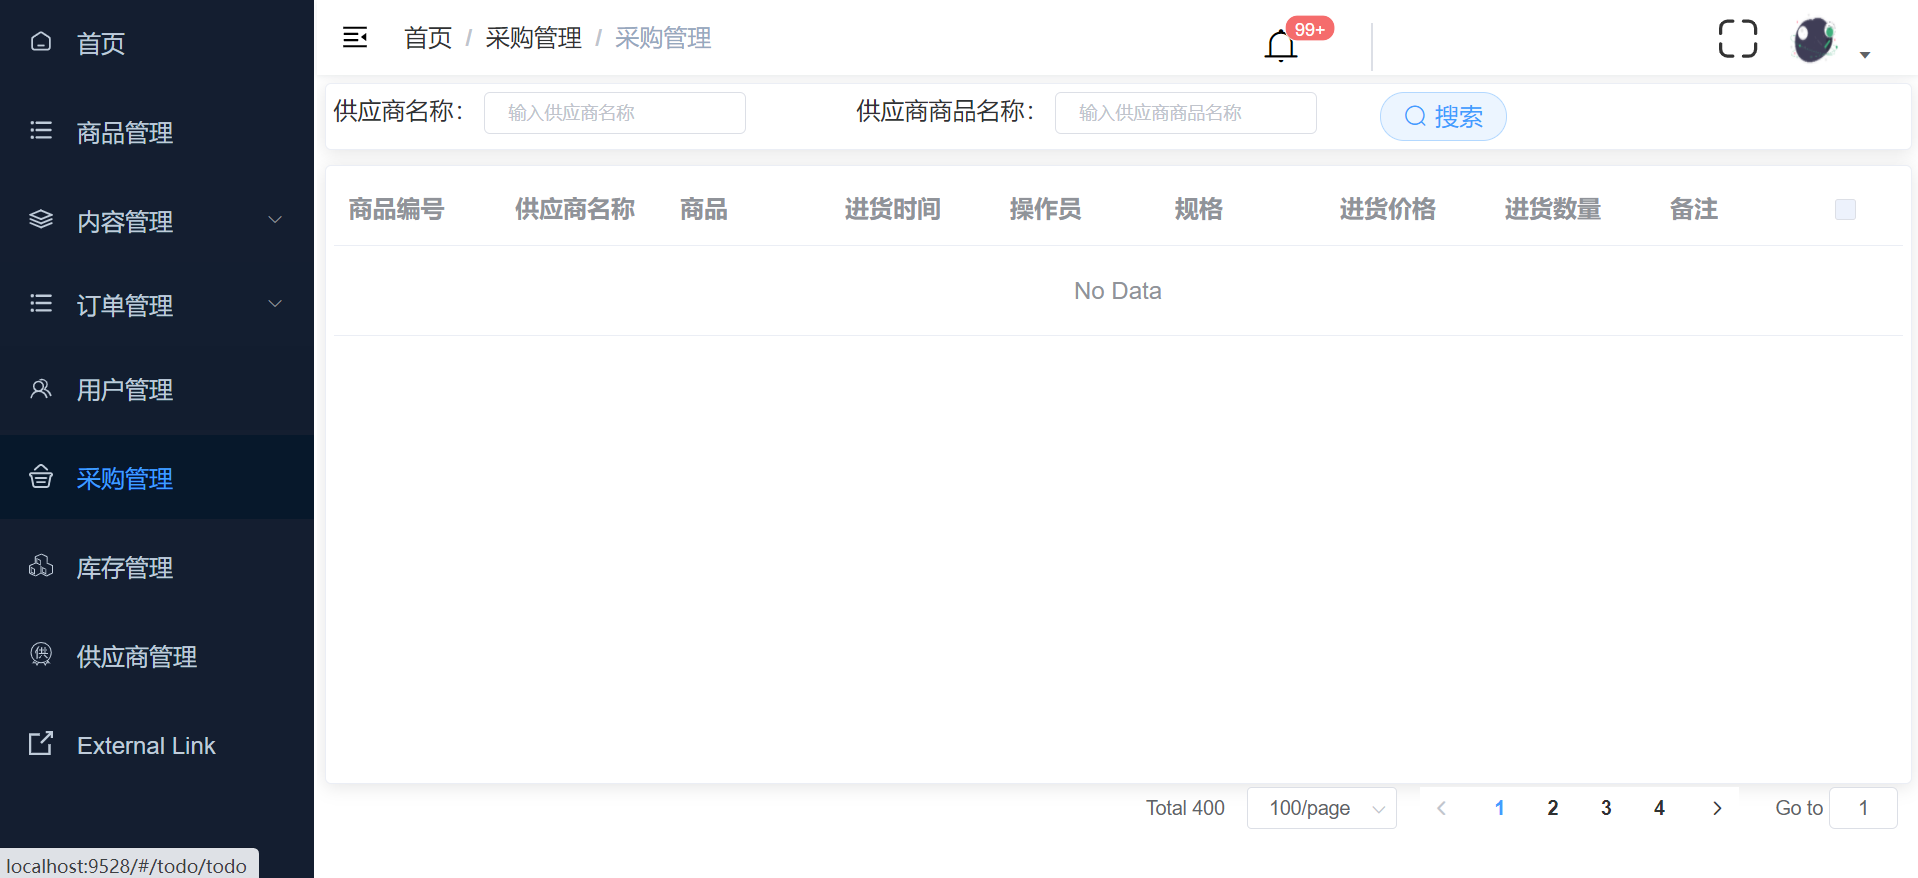 首页
商品管理
内容管理
订单管理
用户管理
采购管理
库存管理
供
供应商管理
External Link
localhost:9528/#/todo/todo
首页 / 采购管理 / 采购管理
99+
供应商名称： 输入供应商名称 供应商商品名称： 输入供应商商品名称 搜索
商品编号 供应商名称 商品 进货时间 操作员 规格 进货价格 进货数量 备注
No Data
Total 400 100/page 1 2 3 4 Go to 1